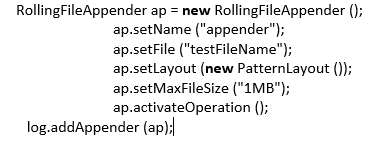 RollingFileAppender ap = new RollingFileAppender ();
ap.setName ("appender");
ap.setFile ("testFileName");
ap.setLayout (new PatternLayout ());
ap.setMaxFileSize ("1MB");
ap.activateOperation ();
log.addAppender (ap);